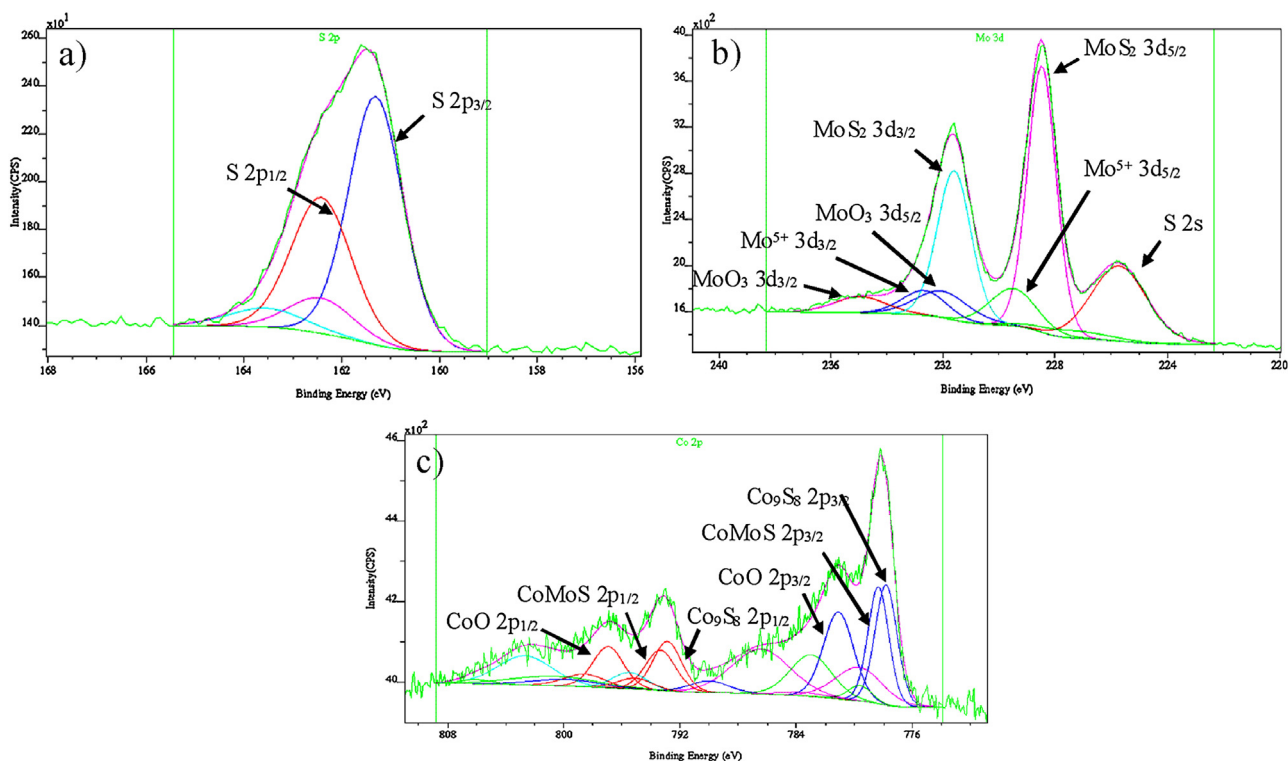 a)
x10¹
S 2p
260
240
220
200
180
160
140
Intensity(CPS)
S 2p3/2
S 2p1/2
168
166
164
162
160
158
156
Binding Energy (eV)
b)
x10²
Mo 3d
40
36
32
28
24
20
16
Intensity(CPS)
MoS₂ 3d5/2
MoS₂ 3d3/2
Mo⁵⁺ 3d5/2
MoO₃ 3d5/2
S 2s
Mo⁵⁺ 3d3/2
MoO₃ 3d3/2
240
236
232
228
224
220
Binding Energy (eV)
c)
x10²
Co 2p
46
44
42
40
Intensity(CPS)
Co₉S₈ 2p3/2
CoMoS 2p3/2
CoO 2p3/2
CoMoS 2p1/2
CoO 2p1/2
Co₉S₈ 2p1/2
808
800
792
784
776
Binding Energy (eV)